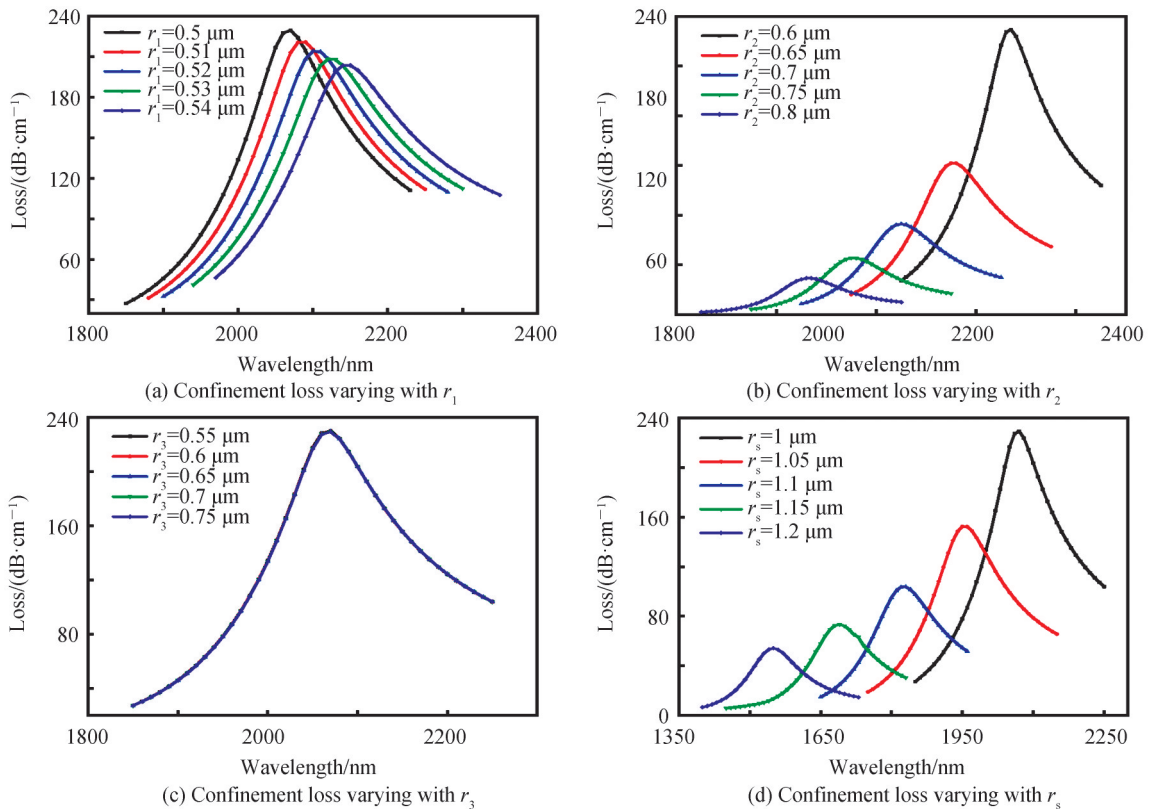 240
180
120
60
Loss/(dB·cm⁻¹)
r₁=0.5 μm
r₁=0.51 μm
r₁=0.52 μm
r₁=0.53 μm
r₁=0.54 μm
1800 2000 2200 2400
Wavelength/nm
(a) Confinement loss varying with r₁
240
180
120
60
Loss/(dB·cm⁻¹)
r₂=0.6 μm
r₂=0.65 μm
r₂=0.7 μm
r₂=0.75 μm
r₂=0.8 μm
1800 2000 2200 2400
Wavelength/nm
(b) Confinement loss varying with r₂
240
160
80
Loss/(dB·cm⁻¹)
r₃=0.55 μm
r₃=0.6 μm
r₃=0.65 μm
r₃=0.7 μm
r₃=0.75 μm
1800 2000 2200
Wavelength/nm
(c) Confinement loss varying with r₃
240
160
80
0
Loss/(dB·cm⁻¹)
rₛ=1 μm
rₛ=1.05 μm
rₛ=1.1 μm
rₛ=1.15 μm
rₛ=1.2 μm
1350 1650 1950 2250
Wavelength/nm
(d) Confinement loss varying with rₛ